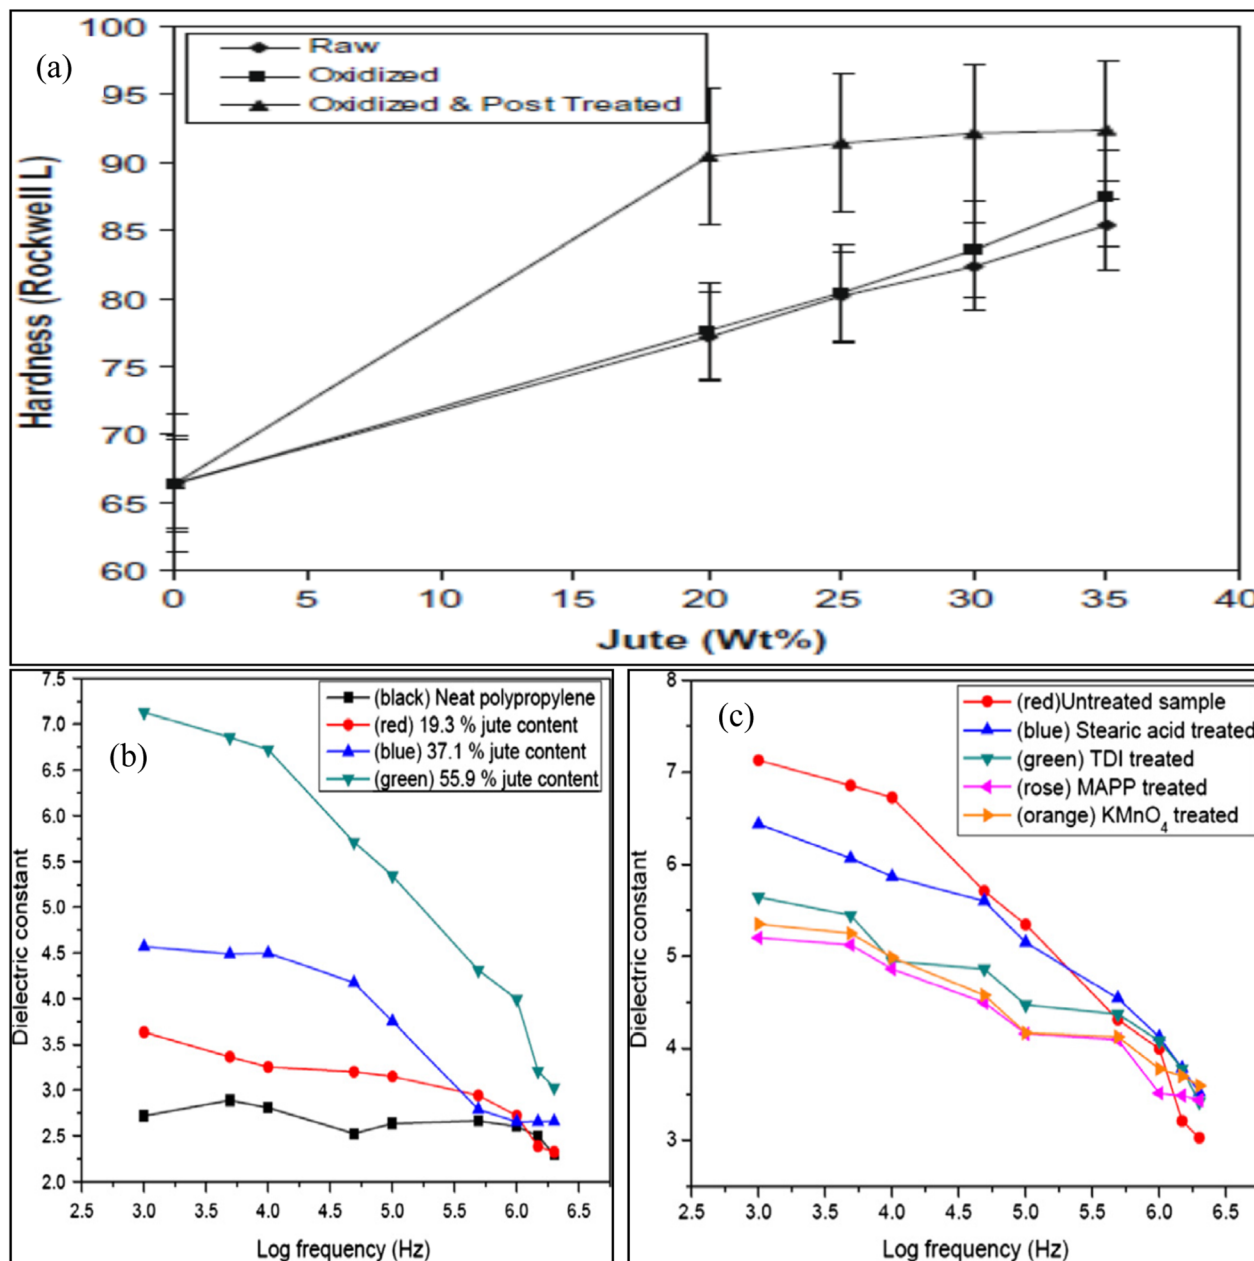 (a)
Raw
Oxidized
Oxidized & Post Treated
100
95
90
85
80
75
70
65
60
Hardness (Rockwell L)
0 5 10 15 20 25 30 35 40
Jute (Wt%)
(b)
(black) Neat polypropylene
(red) 19.3 % jute content
(blue) 37.1 % jute content
(green) 55.9 % jute content
7.5
7.0
6.5
6.0
5.5
5.0
4.5
4.0
3.5
3.0
2.5
2.0
Dielectric constant
2.5 3.0 3.5 4.0 4.5 5.0 5.5 6.0 6.5
Log frequency (Hz)
(c)
(red)Untreated sample
(blue) Stearic acid treated
(green) TDI treated
(rose) MAPP treated
(orange) KMnO₄ treated
8
7
6
5
4
3
Dielectric constant
2.5 3.0 3.5 4.0 4.5 5.0 5.5 6.0 6.5
Log frequency (Hz)